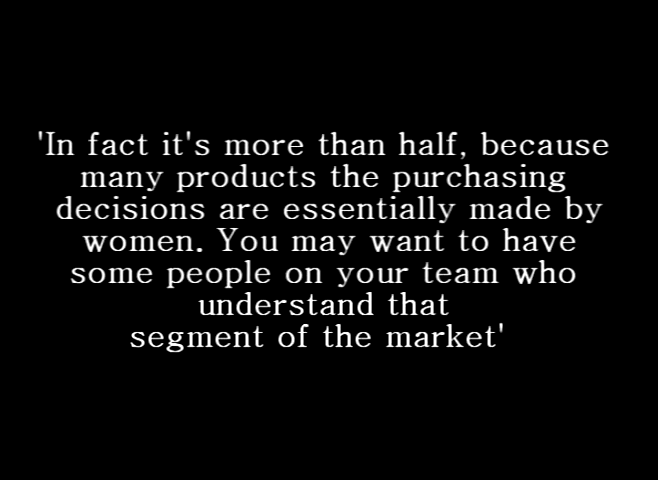 'In fact it's more than half, because
many products the purchasing
decisions are essentially made by
women. You may want to have
some people on your team who
understand that
segment of the market'